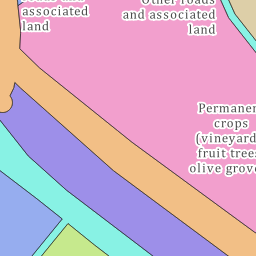 associated
land
Other roads
and associated
land
Permanen
crops
(vineyard
fruit trees
olive grove